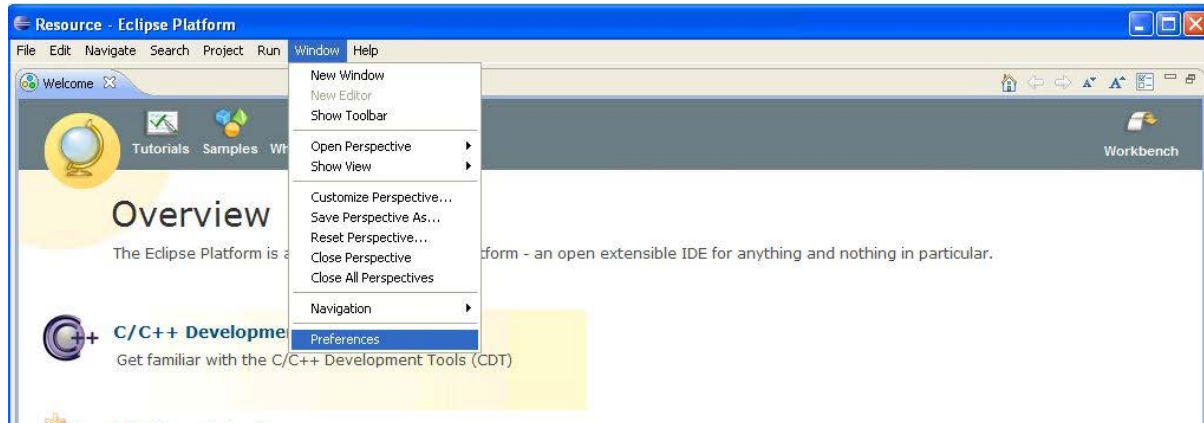 Resource - Eclipse Platform
File Edit Navigate Search Project Run Window Help
Welcome
New Window
New Editor
Show Toolbar
Open Perspective
Show View
Customize Perspective...
Save Perspective As...
Reset Perspective...
Close Perspective
Close All Perspectives
Navigation
Preferences
Tutorials Samples Wh
Workbench
Overview
The Eclipse Platform is a form - an open extensible IDE for anything and nothing in particular.
C/C++ Developme
Get familiar with the C/C++ Development Tools (CDT)